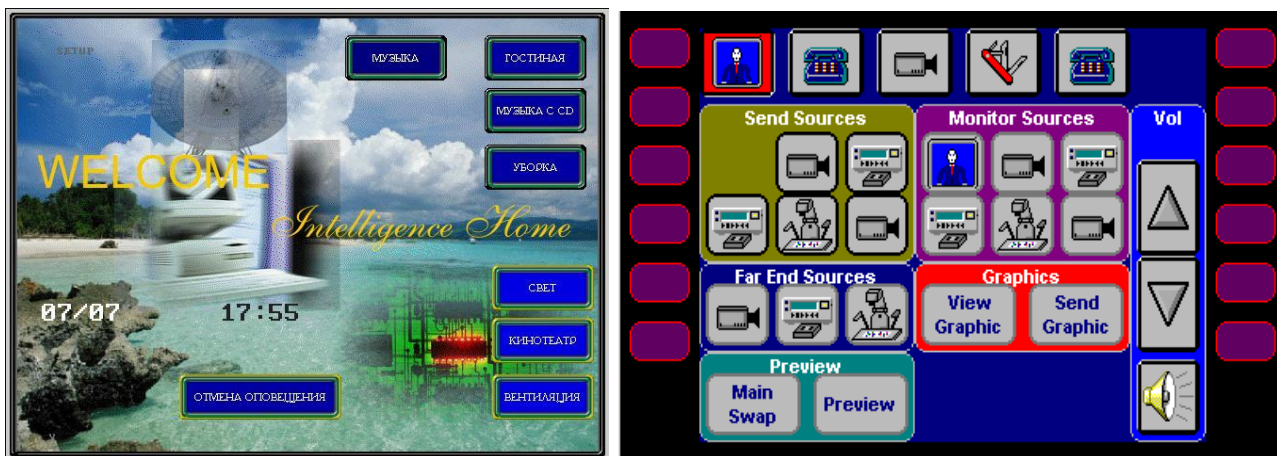 SETUP
МУЗЫКА
ГОСТИНАЯ
МУЗЫКА С CD
УБОРКА
WELCOME
Intelligence Home
07/07
17:55
СВЕТ
КИНОТЕАТР
ОТМЕНА ОПОВЕЩЕНИЯ
ВЕНТИЛЯЦИЯ
Send Sources
Monitor Sources
Vol
Far End Sources
Graphics
View
Graphic
Send
Graphic
Preview
Main
Swap
Preview